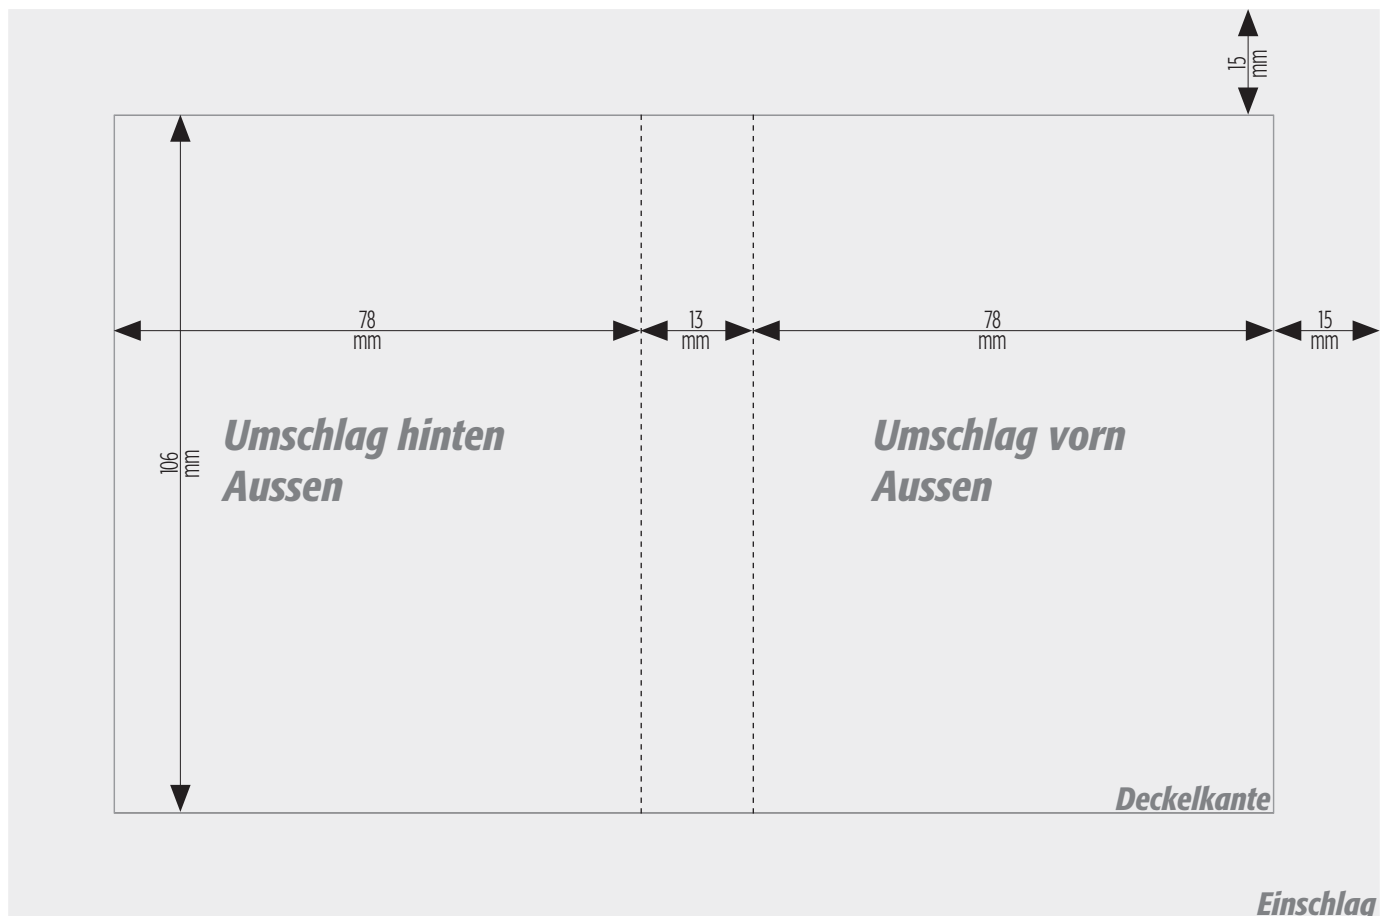 15
mm
78
mm
13
mm
78
mm
15
mm
Umschlag hinten
Aussen
Umschlag vorn
Aussen
106
mm
Deckelkante
Einschlag